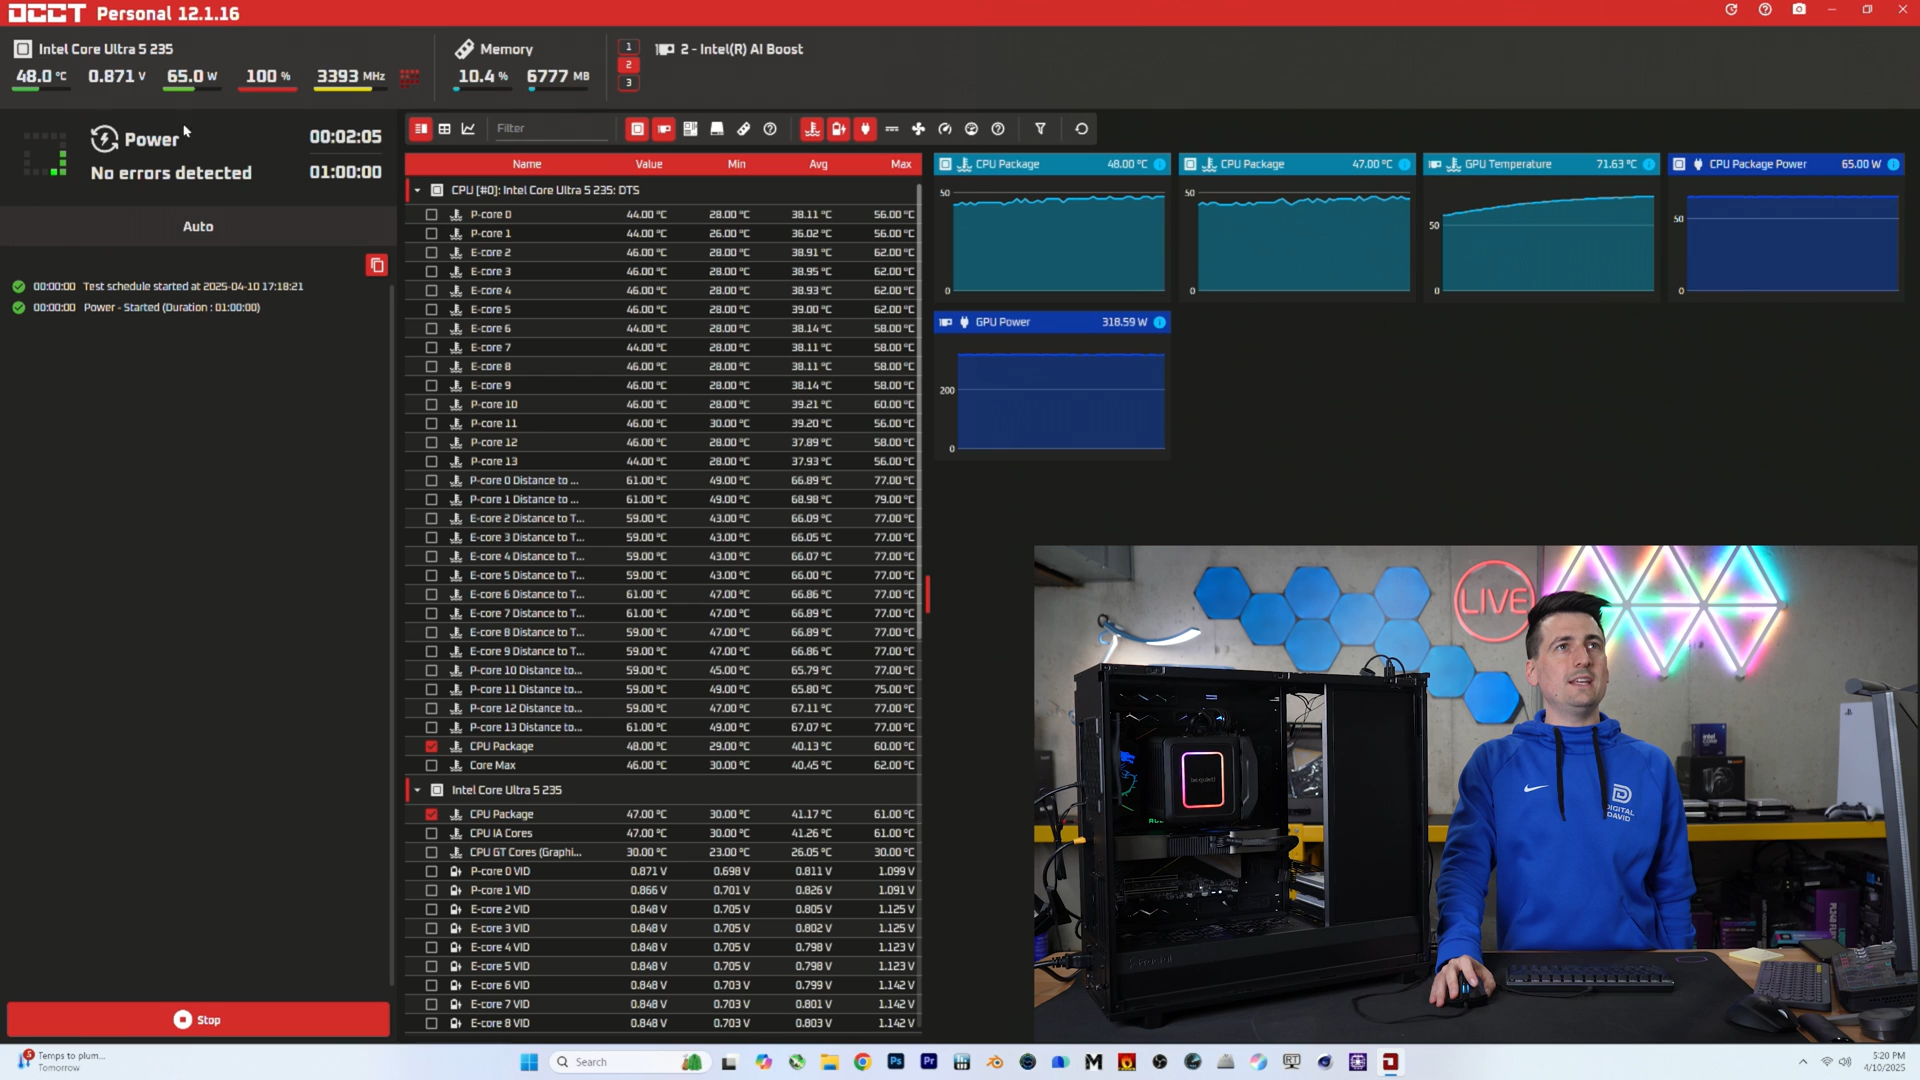 OCCT Personal 12.1.16
Intel Core Ultra 5 235
48.0 °C 0.871 V 65.0 W 100 % 3393 MHz
Memory
10.4 % 6777 MB
1
2
3
2 - Intel(R) AI Boost
Power
00:02:05
No errors detected
01:00:00
Auto
00:00:00 Test schedule started at 2025-04-10 17:18:21
00:00:00 Power - Started (Duration : 01:00:00)
Stop
Filter
Name Value Min Avg Max
CPU [#0]: Intel Core Ultra 5 235: DTS
P-core 0 44.00 °C 28.00 °C 38.11 °C 56.00 °C
P-core 1 44.00 °C 26.00 °C 36.02 °C 56.00 °C
E-core 2 46.00 °C 28.00 °C 38.91 °C 62.00 °C
E-core 3 46.00 °C 28.00 °C 38.95 °C 62.00 °C
E-core 4 46.00 °C 28.00 °C 38.93 °C 62.00 °C
E-core 5 46.00 °C 28.00 °C 39.00 °C 62.00 °C
E-core 6 44.00 °C 28.00 °C 38.14 °C 58.00 °C
E-core 7 44.00 °C 28.00 °C 38.11 °C 58.00 °C
E-core 8 46.00 °C 28.00 °C 38.11 °C 58.00 °C
E-core 9 46.00 °C 28.00 °C 38.14 °C 58.00 °C
P-core 10 46.00 °C 28.00 °C 39.21 °C 60.00 °C
P-core 11 46.00 °C 30.00 °C 39.20 °C 56.00 °C
P-core 12 46.00 °C 28.00 °C 37.89 °C 58.00 °C
P-core 13 44.00 °C 28.00 °C 37.93 °C 56.00 °C
P-core 0 Distance to ... 61.00 °C 49.00 °C 66.89 °C 77.00 °C
P-core 1 Distance to ... 61.00 °C 49.00 °C 68.98 °C 79.00 °C
E-core 2 Distance to T... 59.00 °C 43.00 °C 66.09 °C 77.00 °C
E-core 3 Distance to T... 59.00 °C 43.00 °C 66.05 °C 77.00 °C
E-core 4 Distance to T... 59.00 °C 43.00 °C 66.07 °C 77.00 °C
E-core 5 Distance to T... 59.00 °C 43.00 °C 66.00 °C 77.00 °C
E-core 6 Distance to T... 61.00 °C 47.00 °C 66.86 °C 77.00 °C
E-core 7 Distance to T... 61.00 °C 47.00 °C 66.89 °C 77.00 °C
E-core 8 Distance to T... 59.00 °C 47.00 °C 66.89 °C 77.00 °C
E-core 9 Distance to T... 59.00 °C 47.00 °C 66.86 °C 77.00 °C
P-core 10 Distance to... 59.00 °C 45.00 °C 65.79 °C 77.00 °C
P-core 11 Distance to... 59.00 °C 49.00 °C 65.80 °C 75.00 °C
P-core 12 Distance to... 59.00 °C 47.00 °C 67.11 °C 77.00 °C
P-core 13 Distance to... 61.00 °C 49.00 °C 67.07 °C 77.00 °C
CPU Package 48.00 °C 29.00 °C 40.13 °C 60.00 °C
Core Max 46.00 °C 30.00 °C 40.45 °C 62.00 °C
Intel Core Ultra 5 235
CPU Package 47.00 °C 30.00 °C 41.17 °C 61.00 °C
CPU IA Cores 47.00 °C 30.00 °C 41.26 °C 61.00 °C
CPU GT Cores (Graphi... 30.00 °C 23.00 °C 26.05 °C 30.00 °C
P-core 0 VID 0.871 V 0.698 V 0.811 V 1.099 V
P-core 1 VID 0.866 V 0.701 V 0.826 V 1.091 V
E-core 2 VID 0.848 V 0.705 V 0.805 V 1.125 V
E-core 3 VID 0.848 V 0.705 V 0.802 V 1.125 V
E-core 4 VID 0.848 V 0.705 V 0.798 V 1.123 V
E-core 5 VID 0.848 V 0.705 V 0.798 V 1.123 V
E-core 6 VID 0.848 V 0.703 V 0.799 V 1.142 V
E-core 7 VID 0.848 V 0.703 V 0.801 V 1.142 V
E-core 8 VID 0.848 V 0.703 V 0.803 V 1.142 V
CPU Package 48.00 °C
50
0
CPU Package 47.00 °C
50
0
GPU Temperature 71.63 °C
50
0
CPU Package Power 65.00 W
50
0
GPU Power 318.59 W
200
0
LIVE
be quiet!
intel
DIGITAL
DAVID
5
Temps to plum...
Tomorrow
Search
Ps
Pr
RT
5:20 PM
4/10/2025